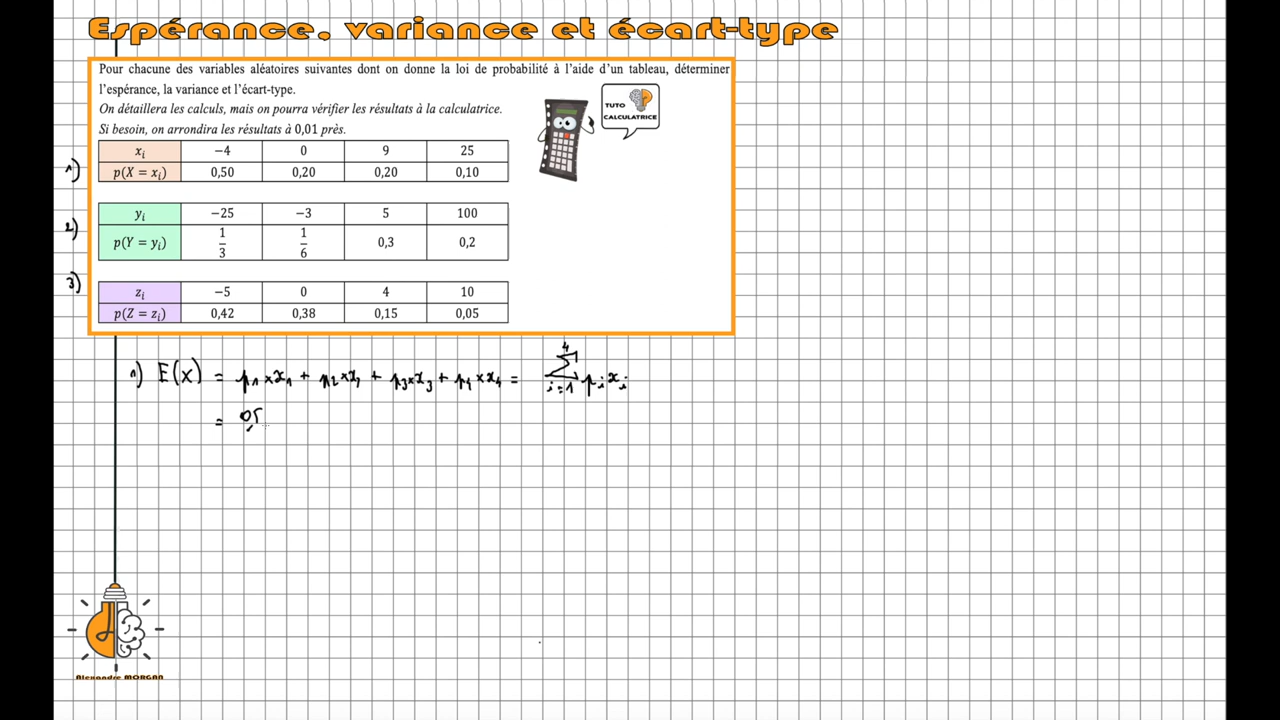 Espérance, variance et écart-type
Pour chacune des variables aléatoires suivantes dont on donne la loi de probabilité à l'aide d'un tableau, déterminer
l'espérance, la variance et l'écart-type.
On détaillera les calculs, mais on pourra vérifier les résultats à la calculatrice.
Si besoin, on arrondira les résultats à 0,01 près.
TUTO
CALCULATRICE
1)
xᵢ −4 0 9 25
p(X = xᵢ) 0,50 0,20 0,20 0,10
2)
yᵢ −25 −3 5 100
p(Y = yᵢ) 1/3 1/6 0,3 0,2
3)
zᵢ −5 0 4 10
p(Z = zᵢ) 0,42 0,38 0,15 0,05
1) E(X) = p₁×x₁ + p₂×x₂ + p₃×x₃ + p₄×x₄ = ∑_{i=1}^{4} pᵢxᵢ
= 0,5
Alexandre MORGAN